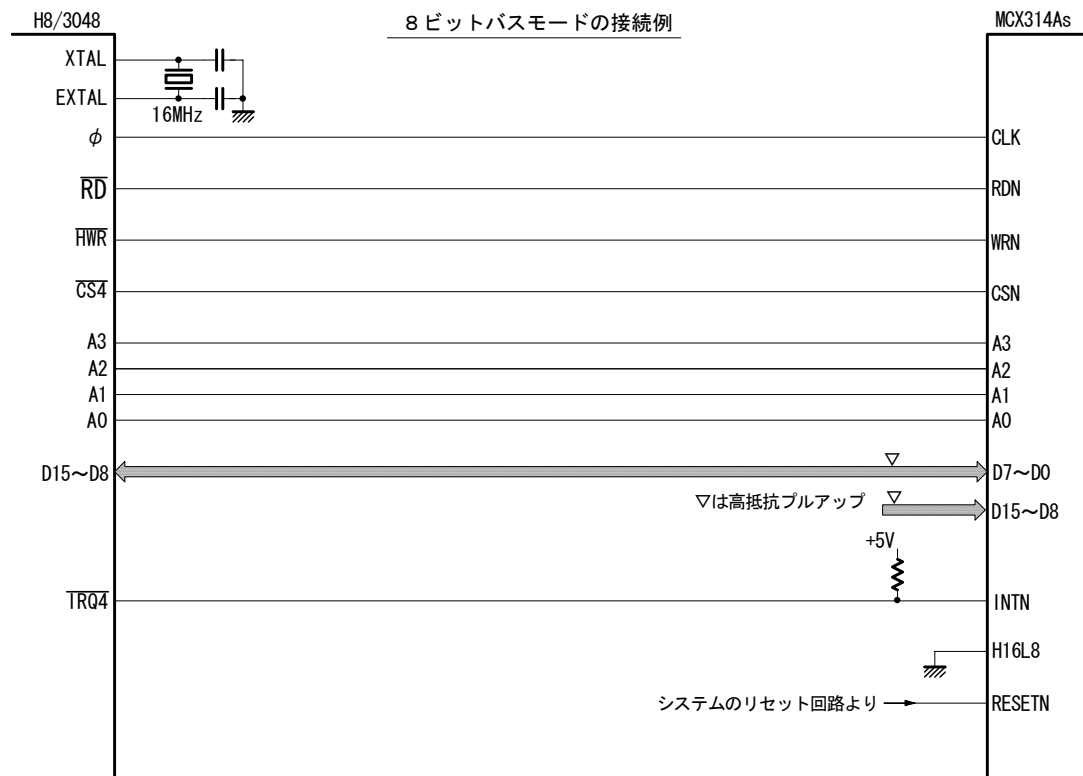 H8/3048
8ビットバスモードの接続例
MCX314As
XTAL
EXTAL
16MHz
φ
CLK
RD
RDN
HWR
WRN
CS4
CSN
A3
A3
A2
A2
A1
A1
A0
A0
D15～D8
D7～D0
▽は高抵抗プルアップ
D15～D8
+5V
IRQ4
INTN
H16L8
システムのリセット回路より
RESETN